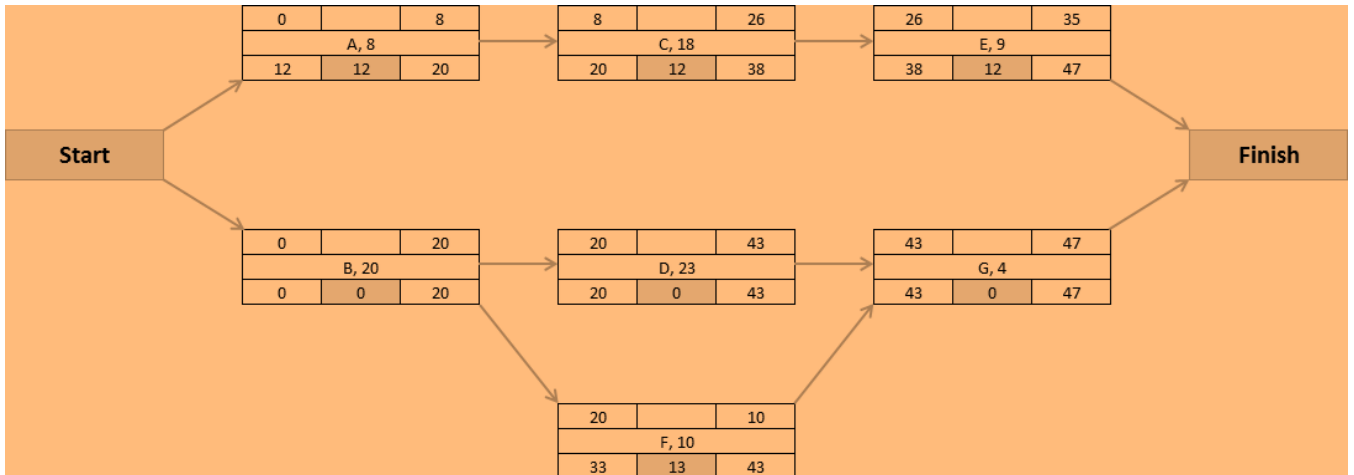 0 8
A, 8
12 12 20
8 26
C, 18
20 12 38
26 35
E, 9
38 12 47
Start
Finish
0 20
B, 20
0 0 20
20 43
D, 23
20 0 43
43 47
G, 4
43 0 47
20 10
F, 10
33 13 43